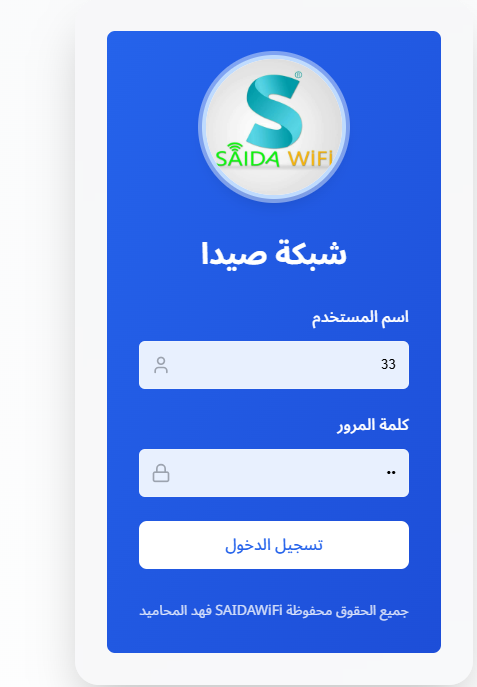 ®
SAIDA WiFi
شبكة صيدا
اسم المستخدم
33
كلمة المرور
••
تسجيل الدخول
جميع الحقوق محفوظة SAIDAWiFi فهد المحاميد